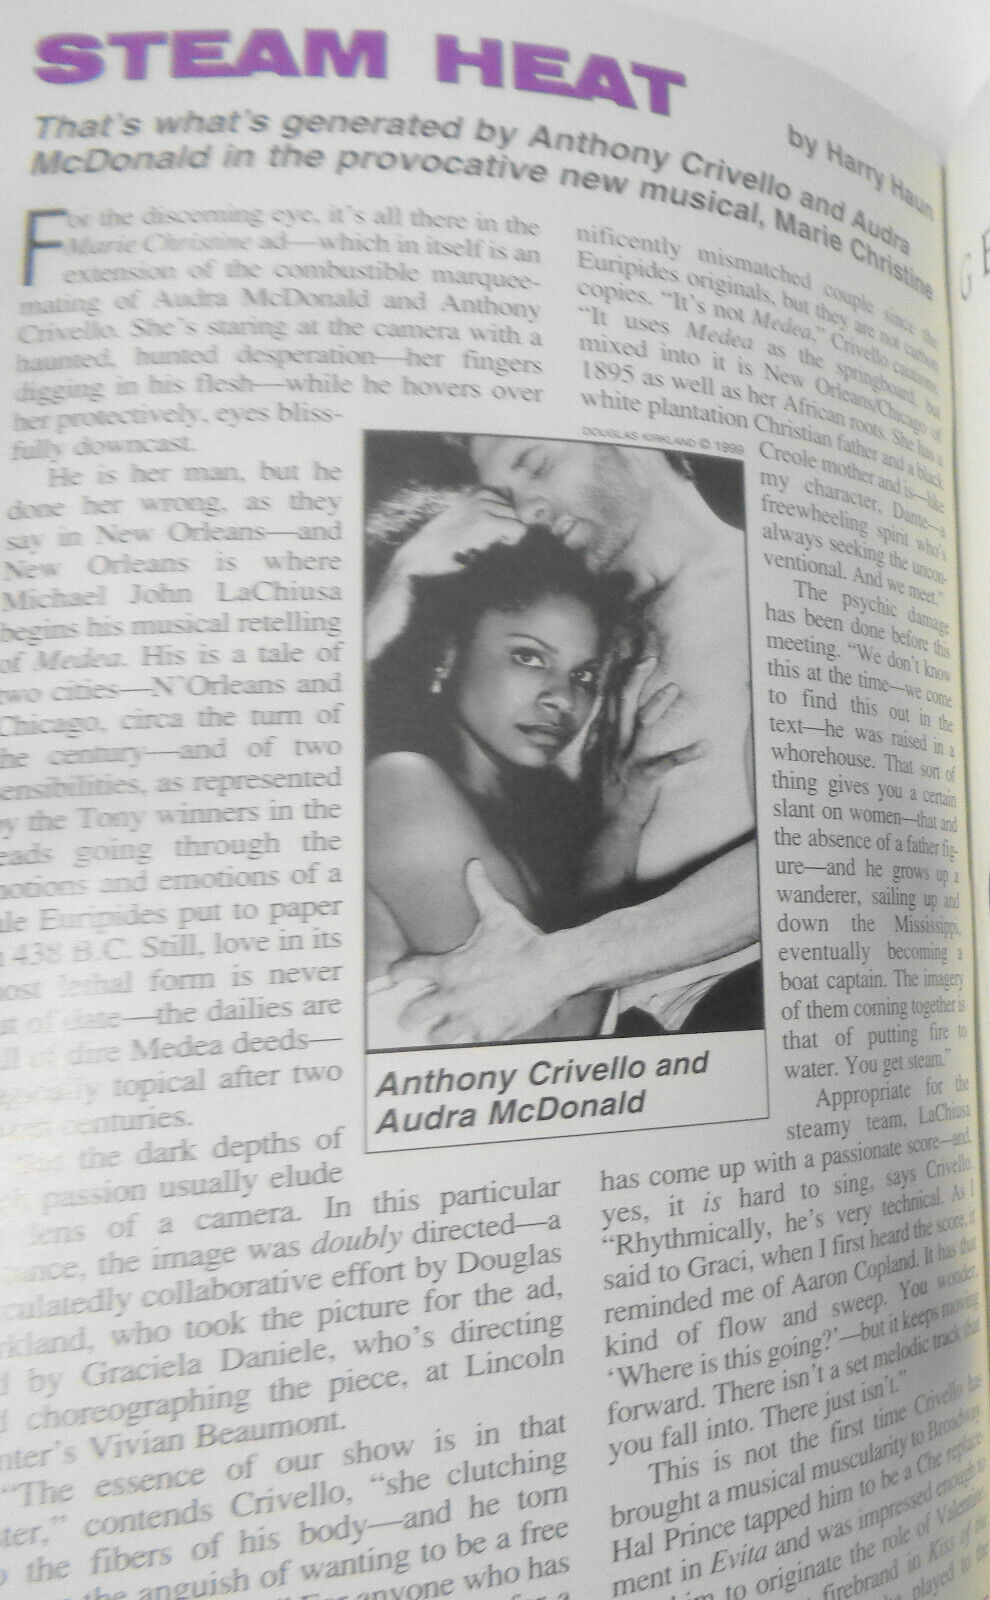 STEAM HEAT
That's what's generated by Anthony Crivello and Audra
McDonald in the provocative new musical, Marie Christine
by Harry Haun
For the discerning eye, it's all there in the
Marie Christine ad—which in itself is an
extension of the combustible marquee-
mating of Audra McDonald and Anthony
Crivello. She's staring at the camera with a
haunted, hunted desperation—her fingers
digging in his flesh—while he hovers over
her protectively, eyes bliss-
fully downcast.
He is her man, but he
done her wrong, as they
say in New Orleans—and
New Orleans is where
Michael John LaChiusa
begins his musical retelling
of Medea. His is a tale of
two cities—N'Orleans and
Chicago, circa the turn of
the century—and of two
sensibilities, as represented
by the Tony winners in the
leads going through the
motions and emotions of a
tale Euripides put to paper
438 B.C. Still, love in its
most lethal form is never
out of date—the dailies are
of dire Medea deeds—
topical after two
centuries.
the dark depths of
passion usually elude
lens of a camera. In this particular
the image was doubly directed—a
collaborative effort by Douglas
Kirkland, who took the picture for the ad,
by Graciela Daniele, who's directing
choreographing the piece, at Lincoln
Center's Vivian Beaumont.
"The essence of our show is in that
contends Crivello, "she clutching
the fibers of his body—and he torn
the anguish of wanting to be a free
For anyone who has
for a
DOUGLAS KIRKLAND © 1999
Anthony Crivello and
Audra McDonald
nificently mismatched couple since the
Euripides originals, but they are not carbon
copies. "It's not Medea," Crivello cautions.
"It uses Medea as the springboard, but
mixed into it is New Orleans/Chicago of
1895 as well as her African roots. She has a
white plantation Christian father and a black
Creole mother and is—like
my character, Dante—a
freewheeling spirit who's
always seeking the uncon-
ventional. And we meet."
The psychic damage
has been done before this
meeting. "We don't know
this at the time—we come
to find this out in the
text—he was raised in a
whorehouse. That sort of
thing gives you a certain
slant on women—that and
the absence of a father fig-
ure—and he grows up a
wanderer, sailing up and
down the Mississippi,
eventually becoming a
boat captain. The imagery
of them coming together is
that of putting fire to
water. You get steam."
Appropriate for the
steamy team, LaChiusa
has come up with a passionate score—and,
yes, it is hard to sing, says Crivello.
"Rhythmically, he's very technical. As I
said to Graci, when I first heard the score, it
reminded me of Aaron Copland. It has that
kind of flow and sweep. You wonder,
'Where is this going?'—but it keeps moving
forward. There isn't a set melodic track that
you fall into. There just isn't."
This is not the first time Crivello has
brought a musical muscularity to Broadway.
Hal Prince tapped him to be a Che replace-
ment in Evita and was impressed enough to
him to originate the role of Valentin,
firebrand in Kiss of the
played to the
G